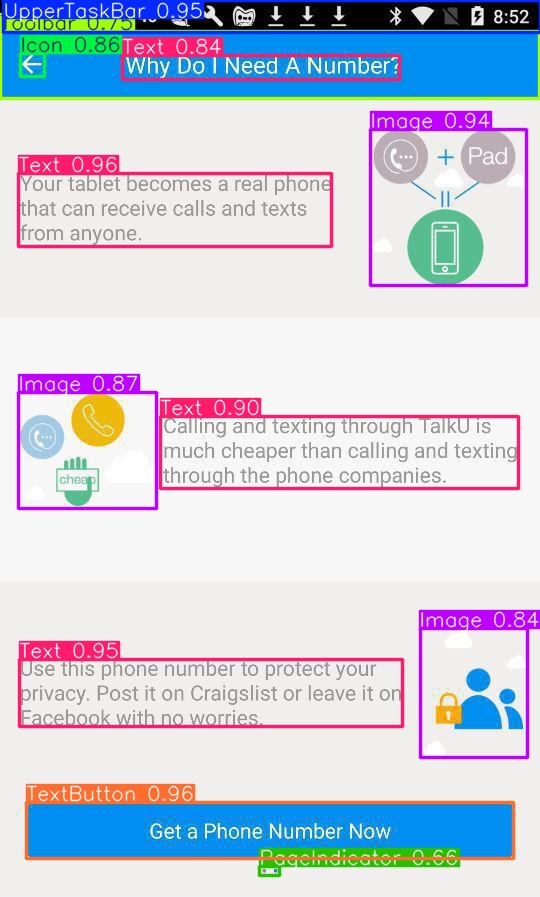 UpperTaskBar 0.95
Toolbar 0.75
8:52
Icon 0.86
Text 0.84
Why Do I Need A Number?
Image 0.94
Text 0.96
Your tablet becomes a real phone
that can receive calls and texts
from anyone.
+ Pad
Image 0.87
Text 0.90
Calling and texting through TalkU is
much cheaper than calling and texting
through the phone companies.
cheap
Image 0.84
Text 0.95
Use this phone number to protect your
privacy. Post it on Craigslist or leave it on
Facebook with no worries.
TextButton 0.96
Get a Phone Number Now
PageIndicator 0.66